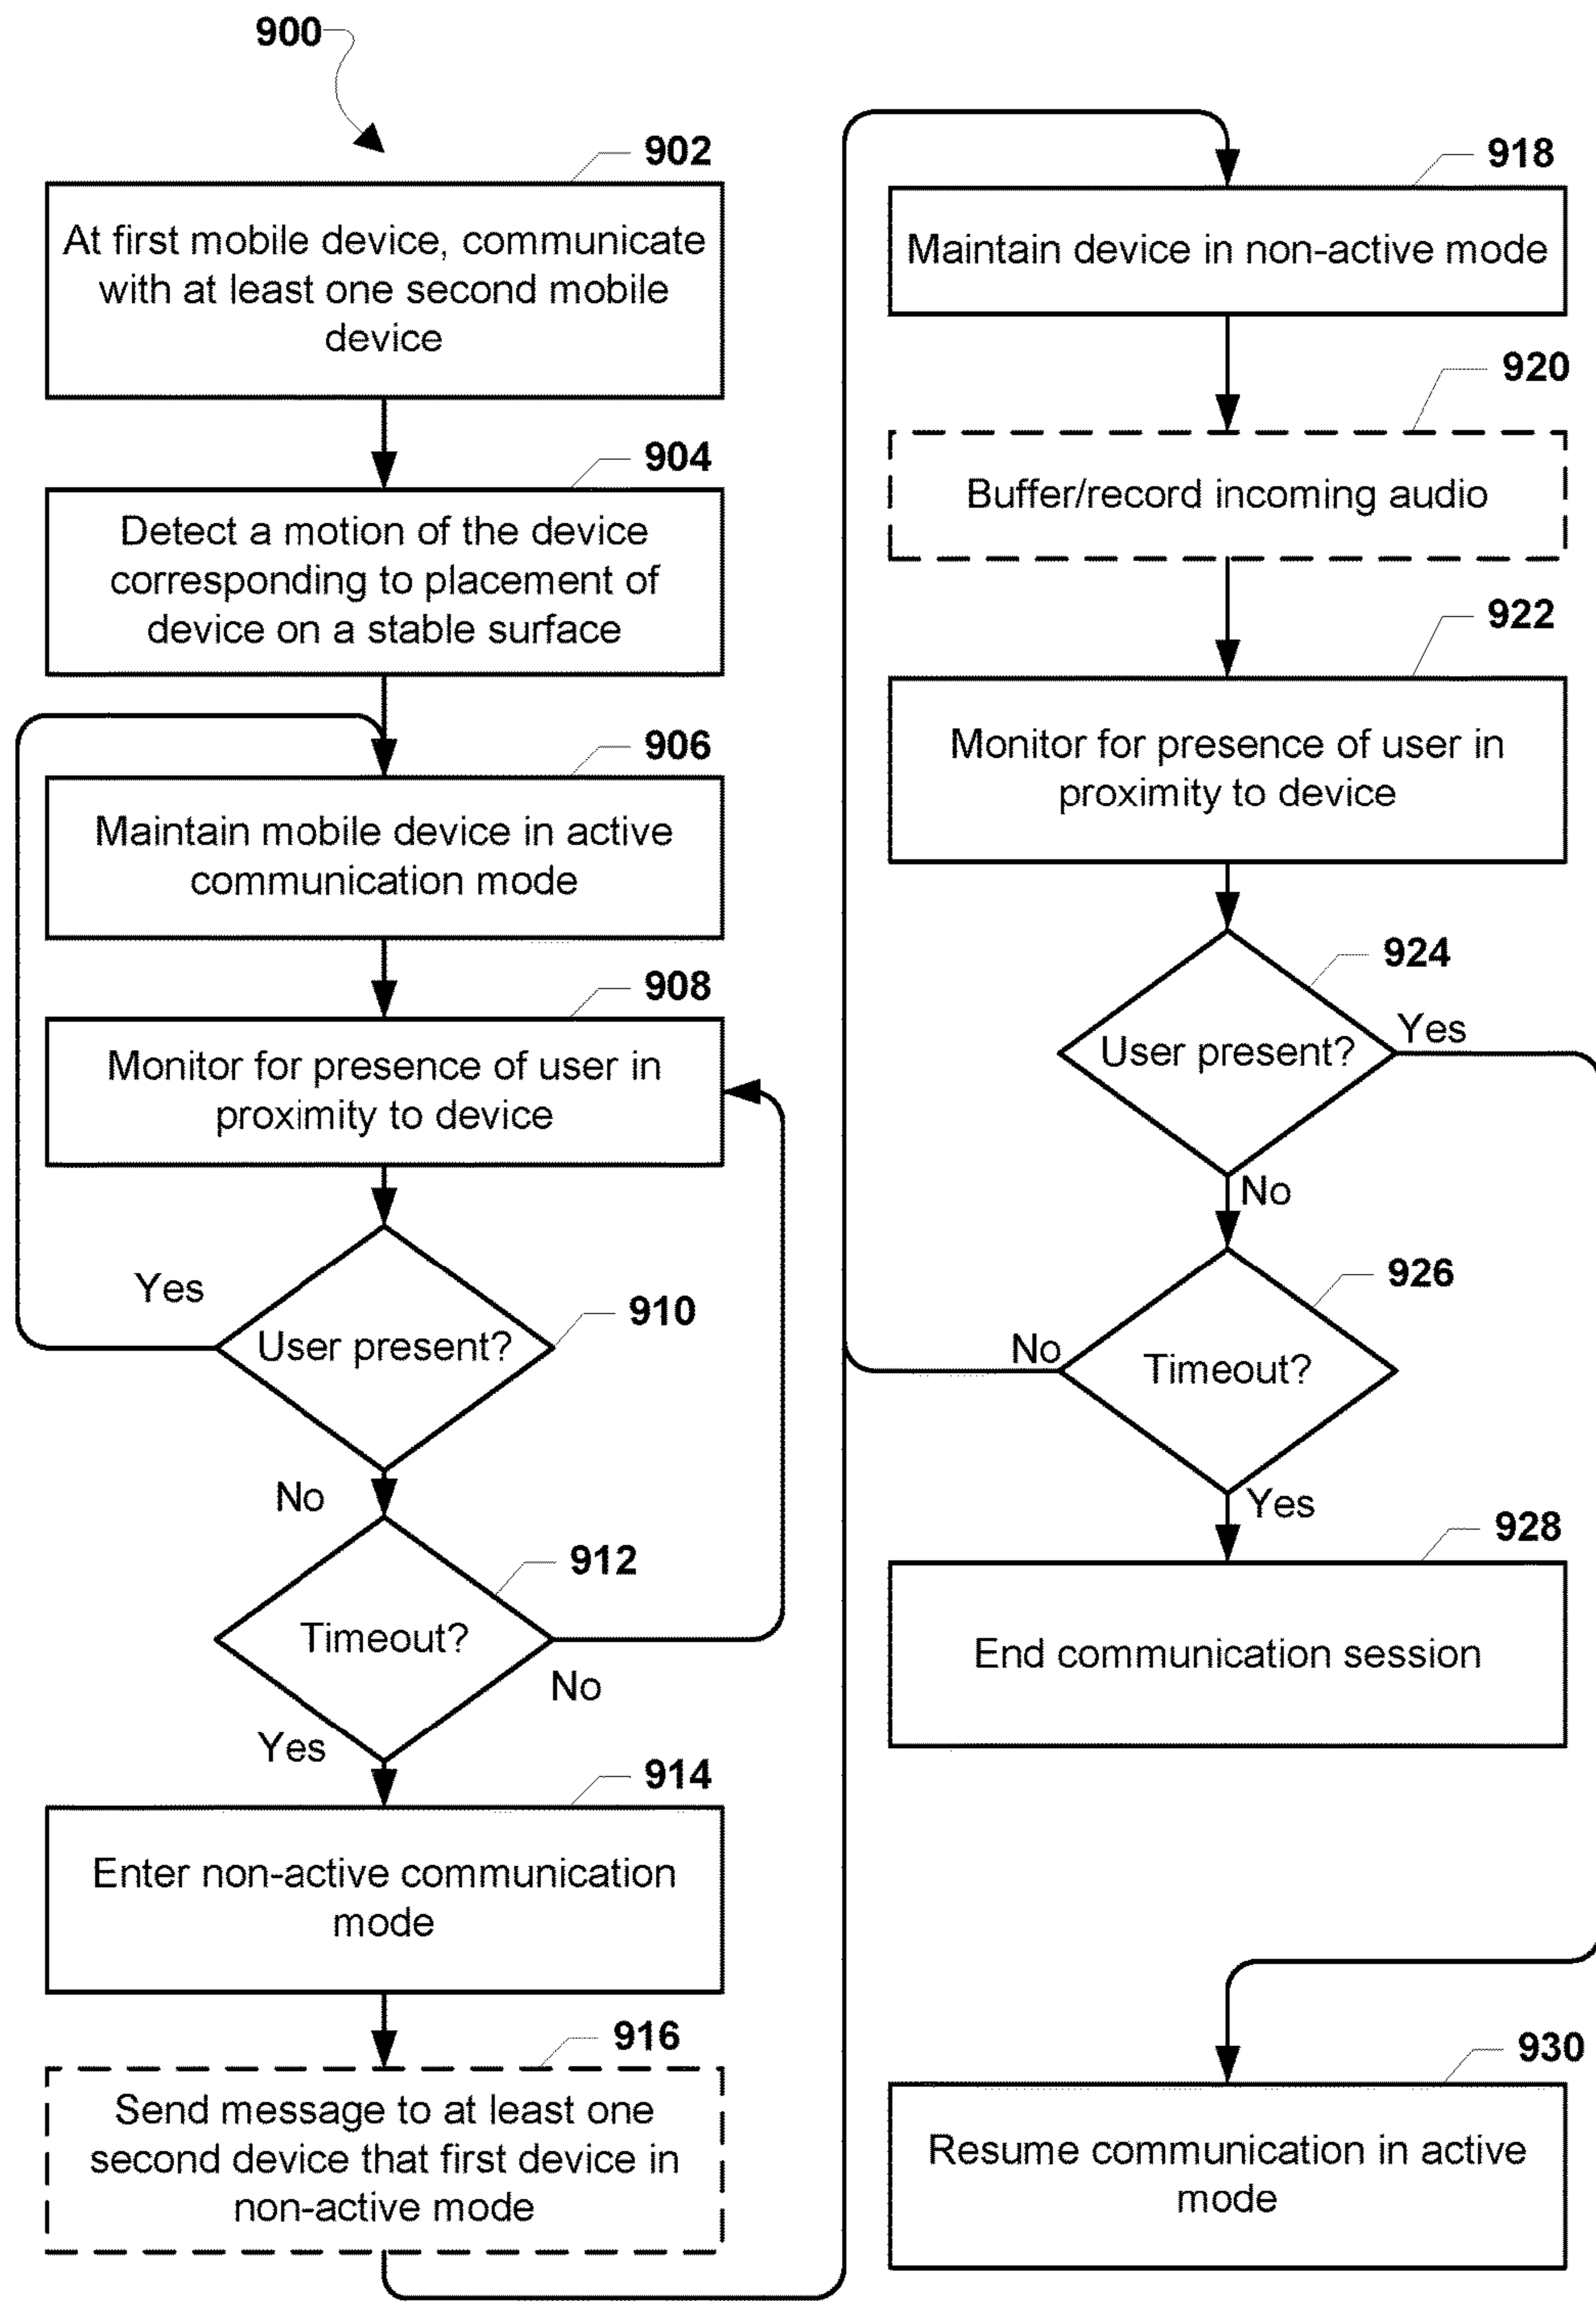 900
902
At first mobile device, communicate
with at least one second mobile
device
904
Detect a motion of the device
corresponding to placement of
device on a stable surface
906
Maintain mobile device in active
communication mode
908
Monitor for presence of user in
proximity to device
Yes
910
User present?
No
912
Timeout?
No
Yes
914
Enter non-active communication
mode
916
Send message to at least one
second device that first device in
non-active mode
918
Maintain device in non-active mode
920
Buffer/record incoming audio
922
Monitor for presence of user in
proximity to device
924
Yes
User present?
No
926
No
Timeout?
Yes
928
End communication session
930
Resume communication in active
mode